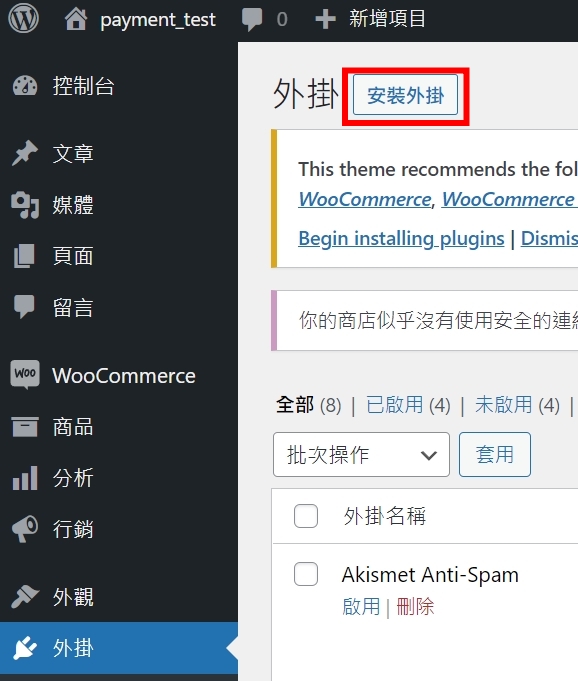 payment_test 0 新增項目
控制台
文章
媒體
頁面
留言
WooCommerce
商品
分析
行銷
外觀
外掛
外掛 安裝外掛
This theme recommends the
WooCommerce, WooCommerce
Begin installing plugins |
你的商店似乎沒有使用安全的
全部 (8) | 已啟用 (4) | 未啟用 (4) |
批次操作 套用
外掛名稱
Akismet Anti-Spam
啟用 | 刪除